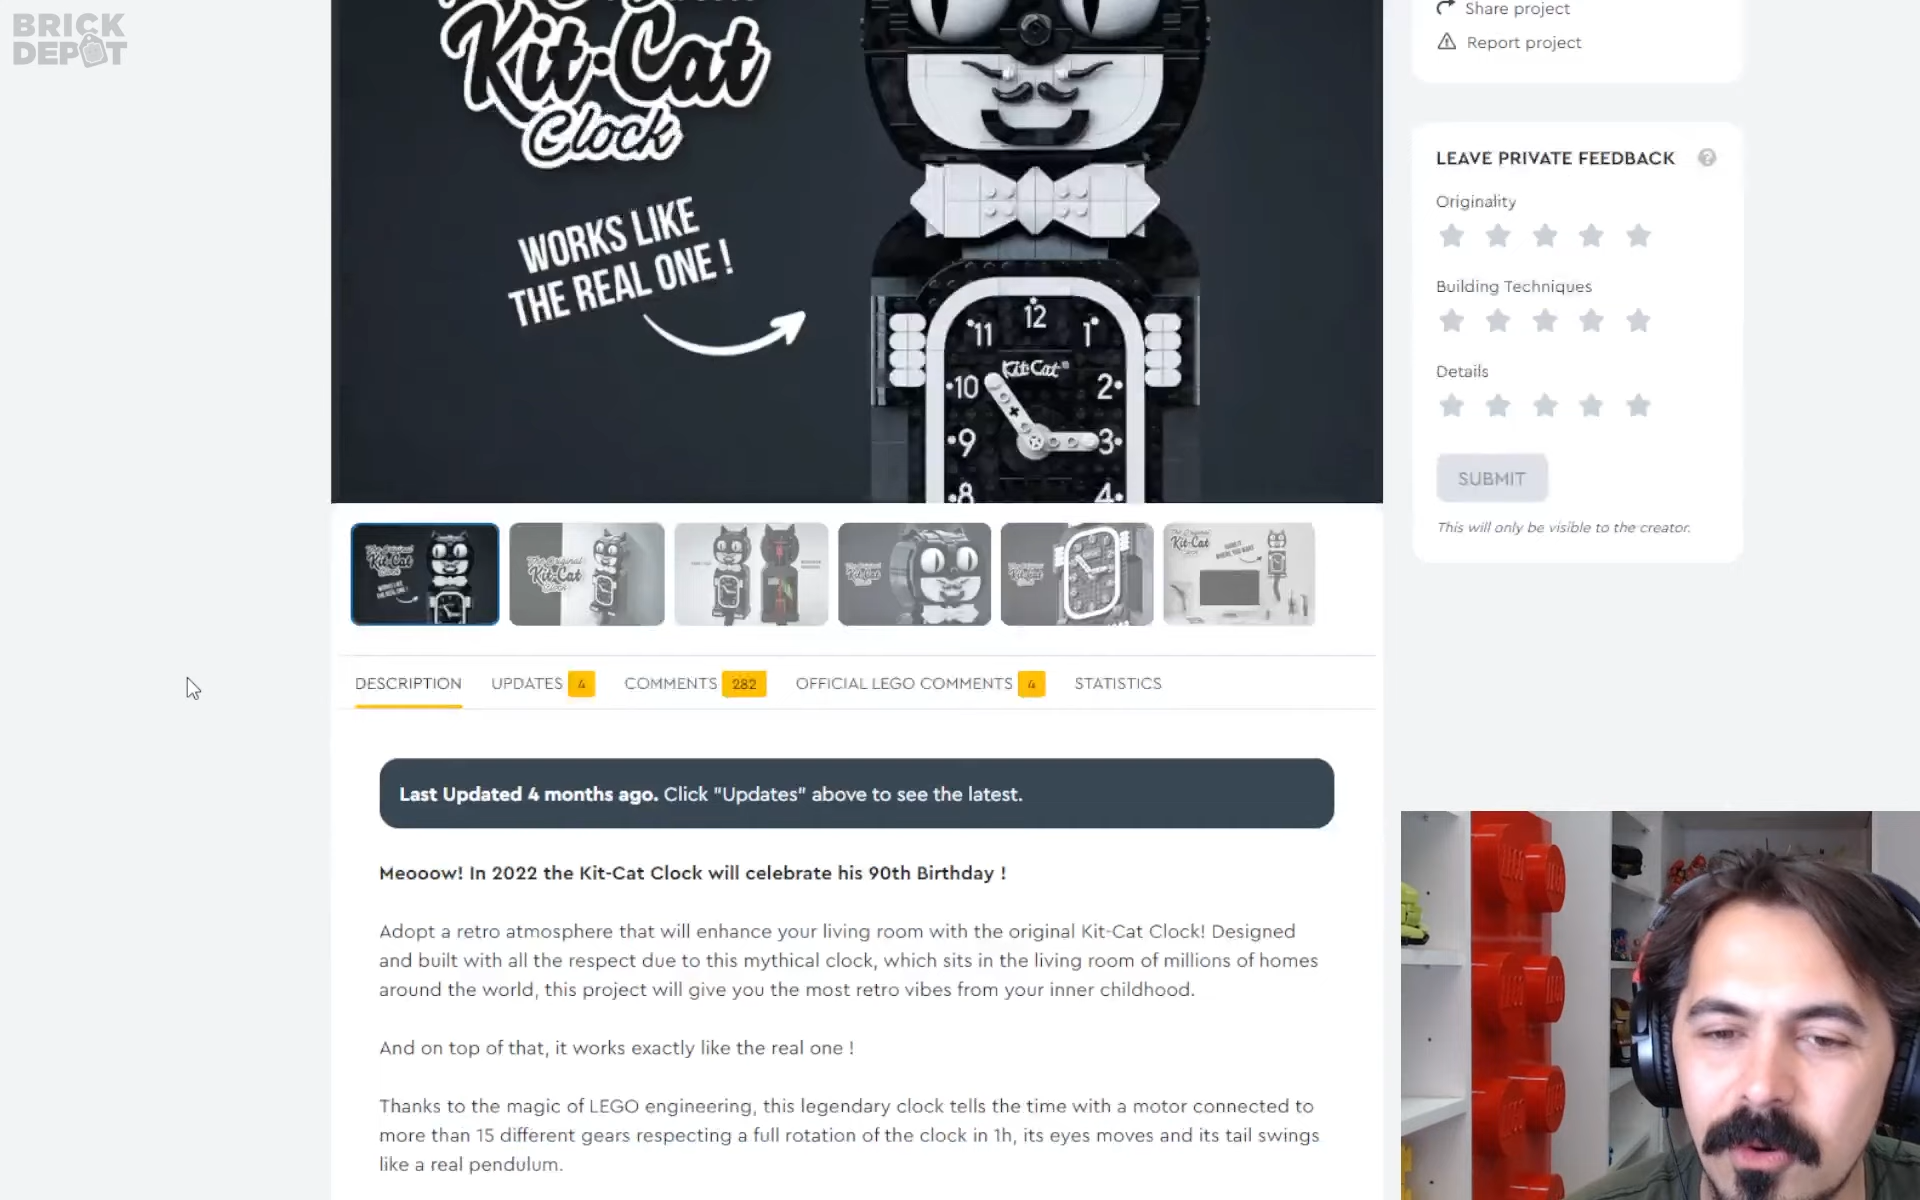 BRICK
DEPOT
Kit·Cat
Clock
WORKS LIKE
THE REAL ONE !
12
11
1
Kit·Cat®
10
2
9
3
8
4
Share project
Report project
LEAVE PRIVATE FEEDBACK
?
Originality
Building Techniques
Details
SUBMIT
This will only be visible to the creator.
DESCRIPTION
UPDATES 4
COMMENTS 282
OFFICIAL LEGO COMMENTS 4
STATISTICS
Last Updated 4 months ago. Click "Updates" above to see the latest.
Meooow! In 2022 the Kit-Cat Clock will celebrate his 90th Birthday !
Adopt a retro atmosphere that will enhance your living room with the original Kit-Cat Clock! Designed
and built with all the respect due to this mythical clock, which sits in the living room of millions of homes
around the world, this project will give you the most retro vibes from your inner childhood.
And on top of that, it works exactly like the real one !
Thanks to the magic of LEGO engineering, this legendary clock tells the time with a motor connected to
more than 15 different gears respecting a full rotation of the clock in 1h, its eyes moves and its tail swings
like a real pendulum.